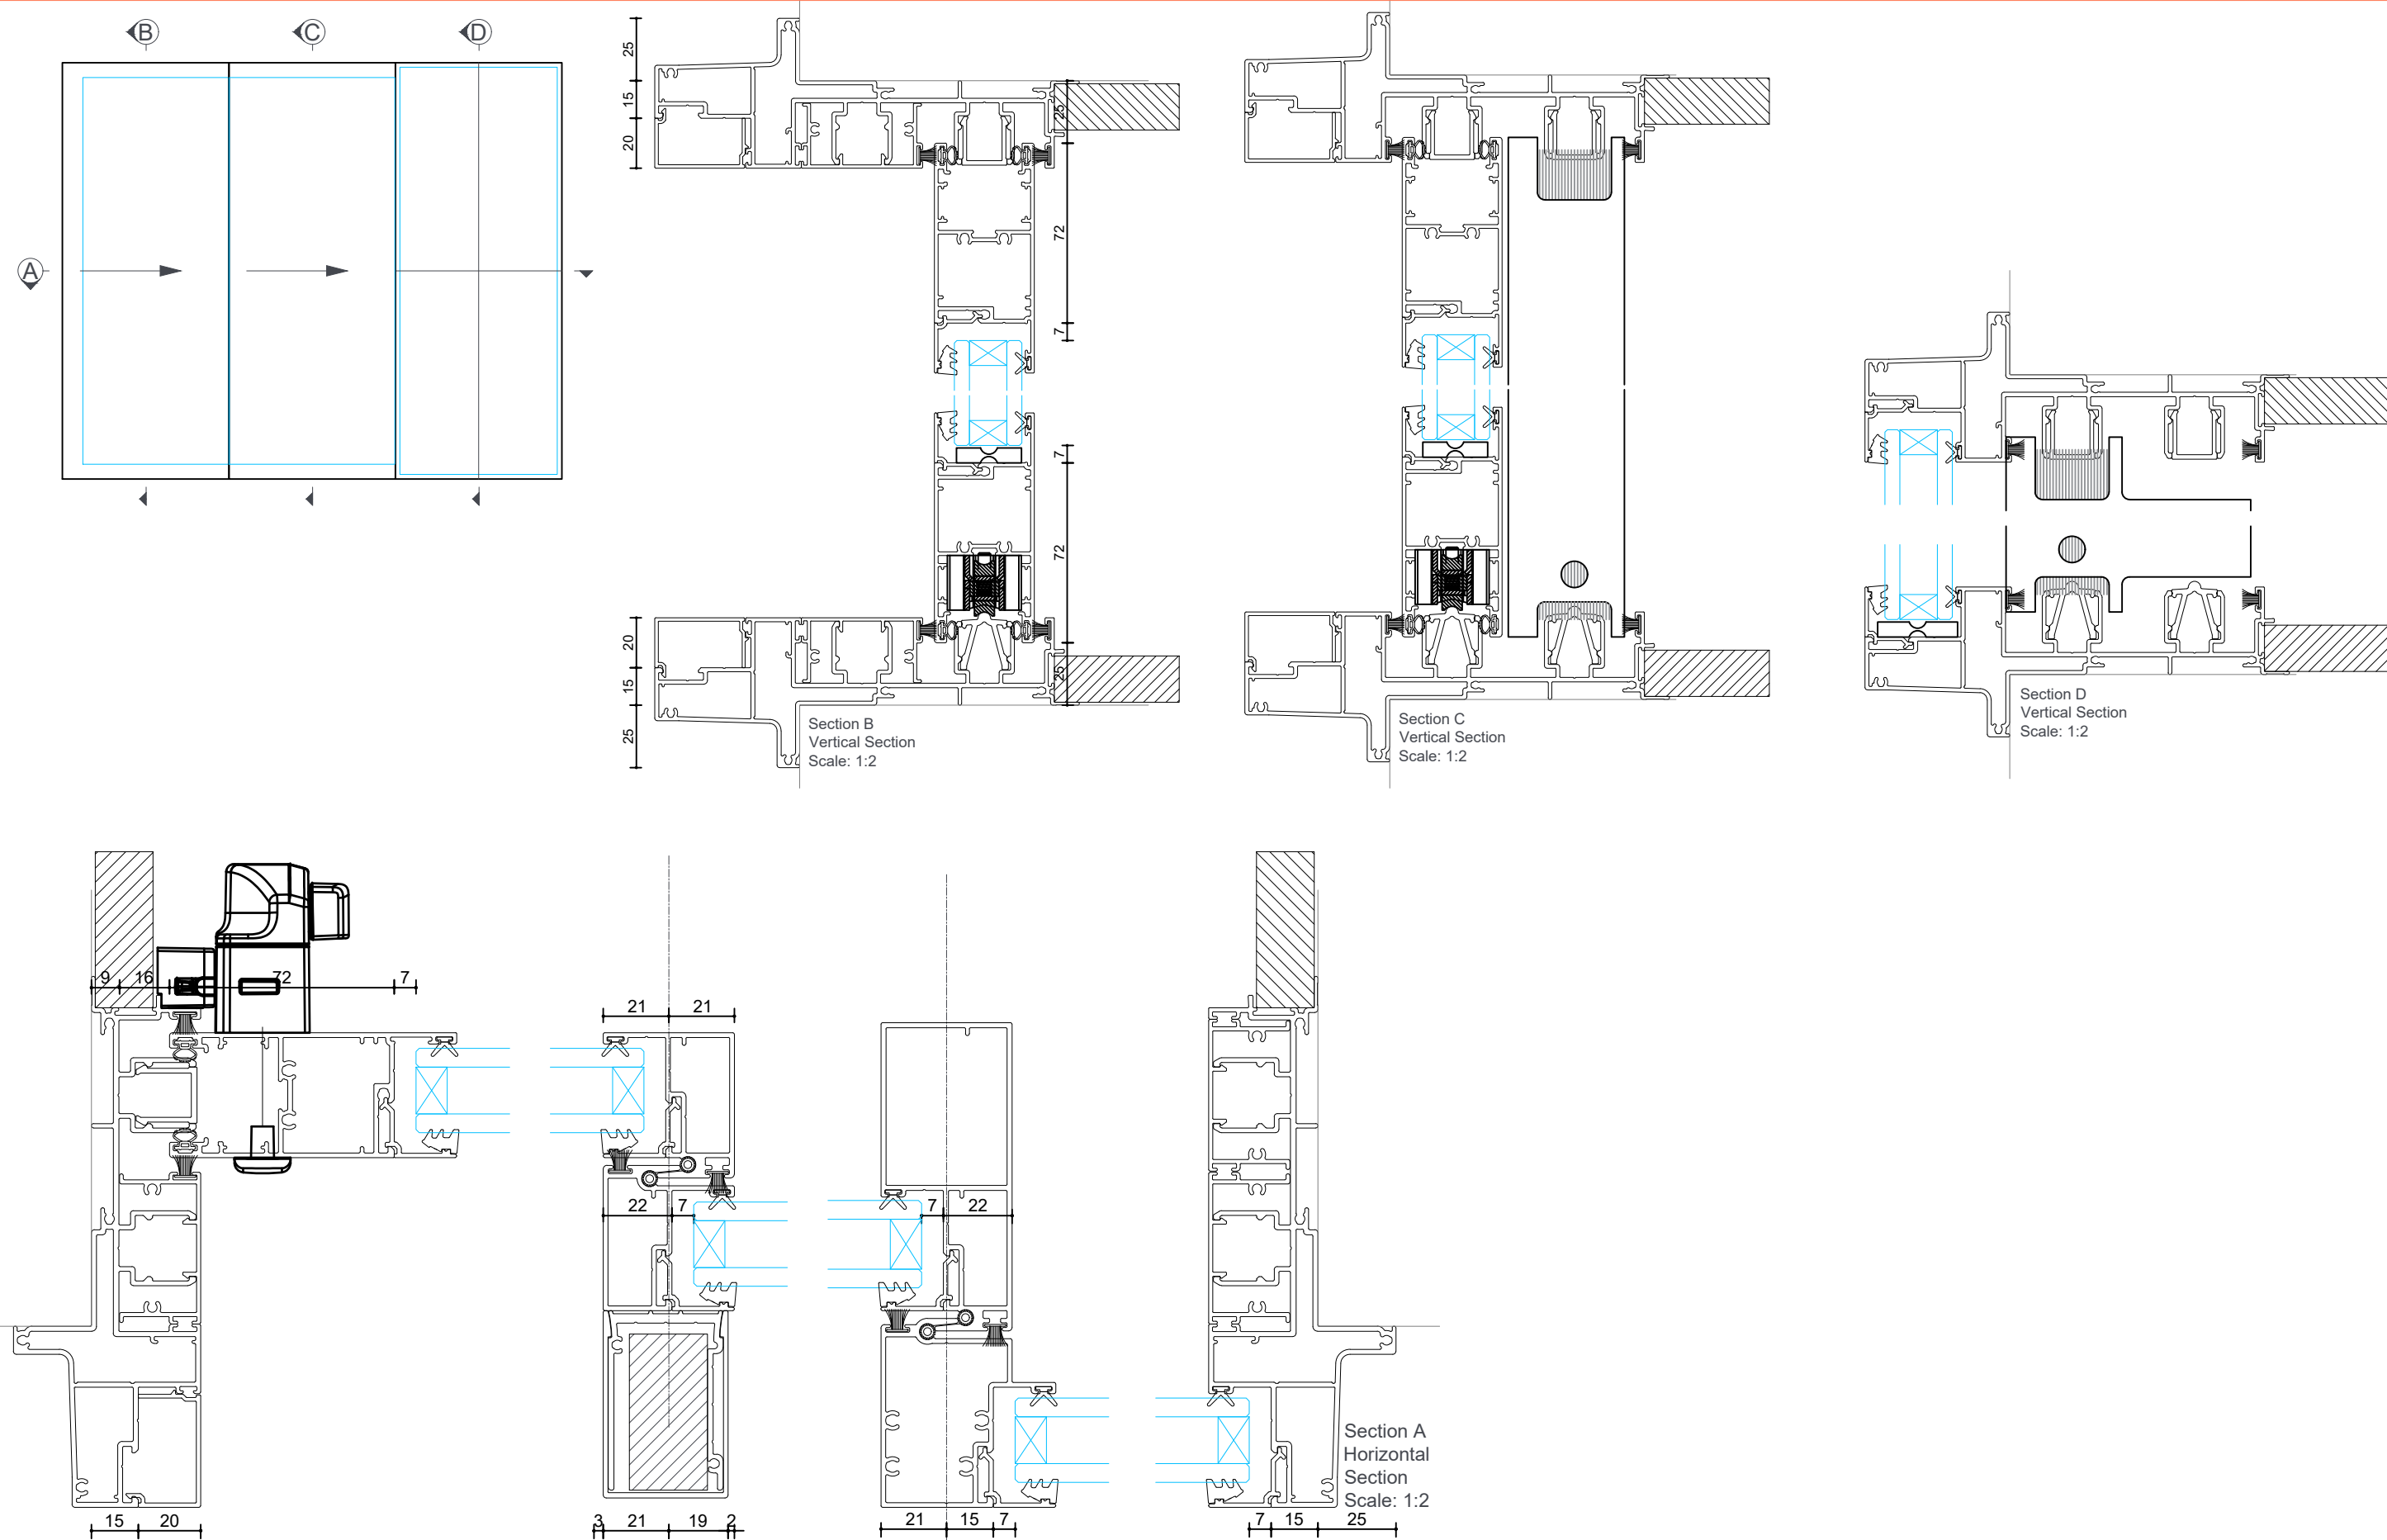 B
C
D
A
25
15
20
25
72
7
7
72
20
15
25
25
Section B
Vertical Section
Scale: 1:2
Section C
Vertical Section
Scale: 1:2
Section D
Vertical Section
Scale: 1:2
9 16 72 7
21 21
22 7
7 22
15 20
3 21 19 2
21 15 7
7 15 25
Section A
Horizontal
Section
Scale: 1:2